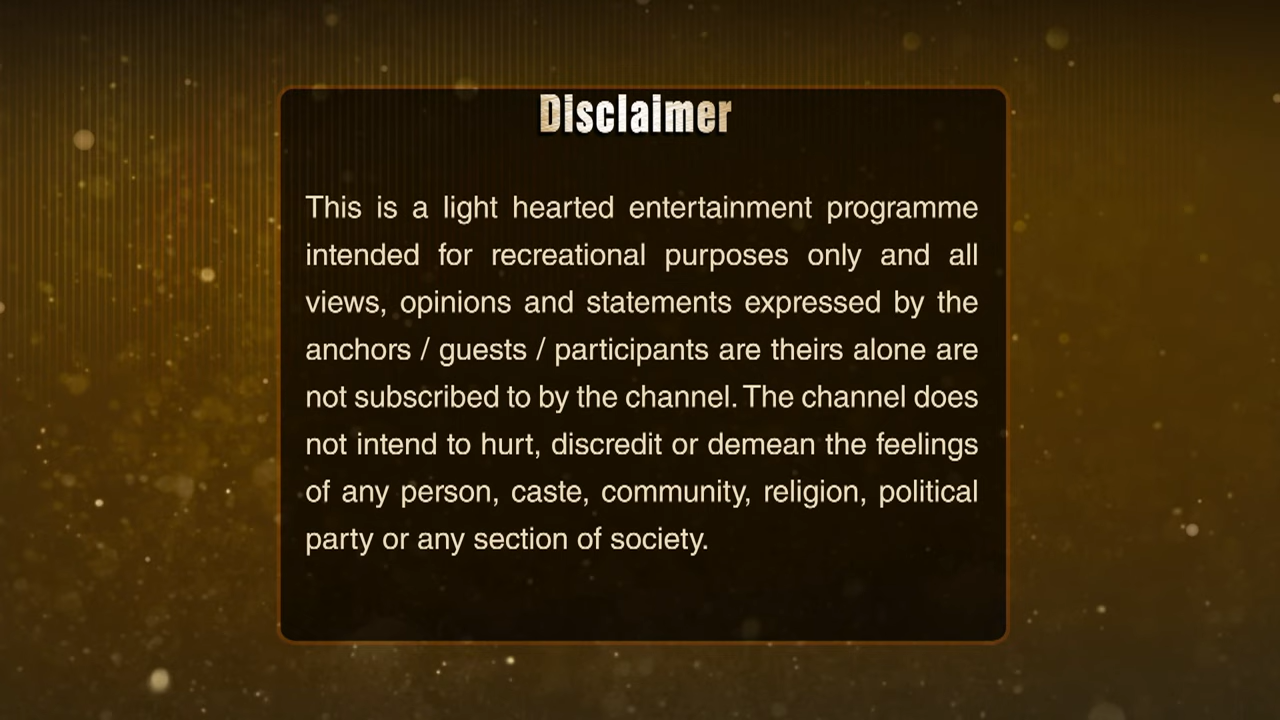 Disclaimer
This is a light hearted entertainment programme
intended for recreational purposes only and all
views, opinions and statements expressed by the
anchors / guests / participants are theirs alone are
not subscribed to by the channel. The channel does
not intend to hurt, discredit or demean the feelings
of any person, caste, community, religion, political
party or any section of society.